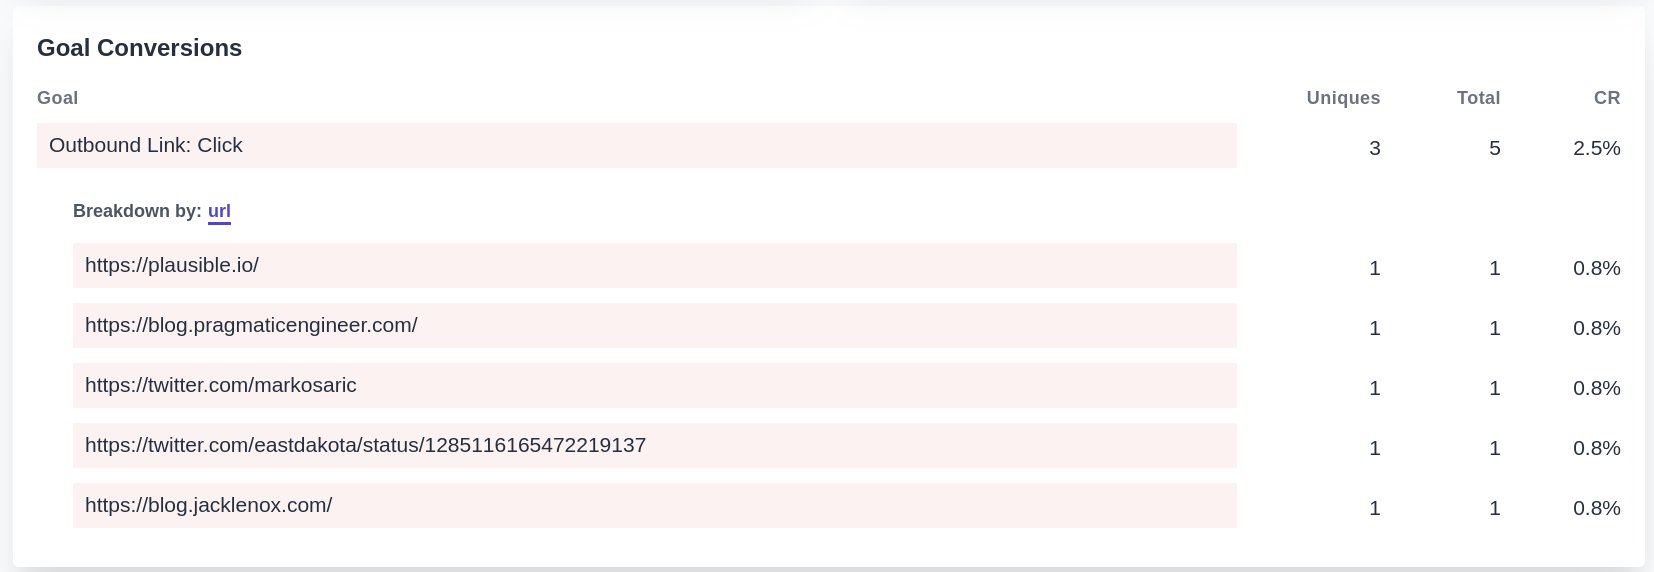 Goal Conversions
Goal Uniques Total CR
Outbound Link: Click 3 5 2.5%
Breakdown by: url
https://plausible.io/ 1 1 0.8%
https://blog.pragmaticengineer.com/ 1 1 0.8%
https://twitter.com/markosaric 1 1 0.8%
https://twitter.com/eastdakota/status/1285116165472219137 1 1 0.8%
https://blog.jacklenox.com/ 1 1 0.8%